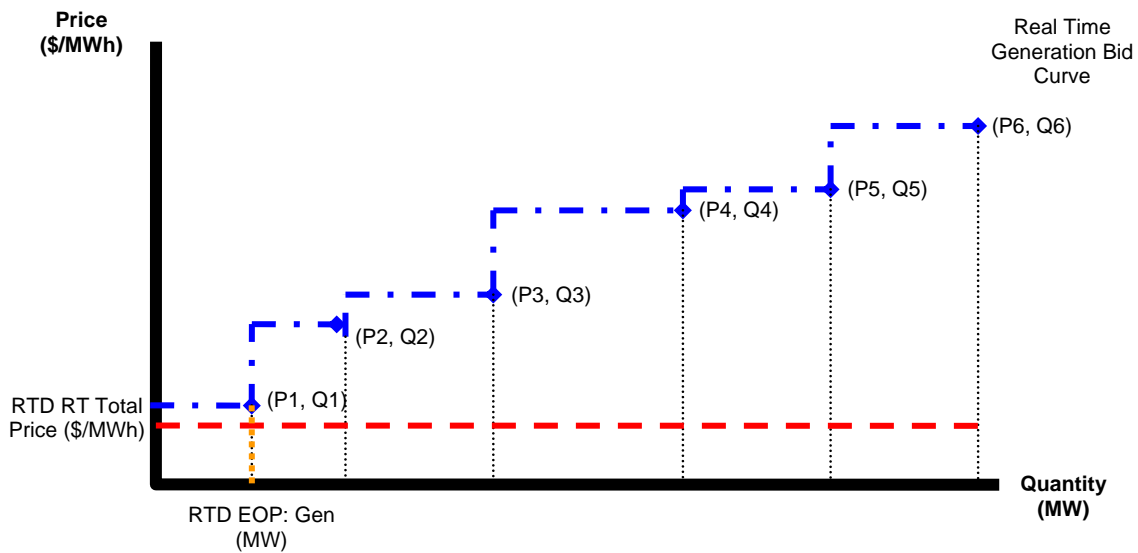 Price
($/MWh)
Real Time
Generation Bid
Curve
(P6, Q6)
(P5, Q5)
(P4, Q4)
(P3, Q3)
(P2, Q2)
(P1, Q1)
RTD RT Total
Price ($/MWh)
Quantity
(MW)
RTD EOP: Gen
(MW)